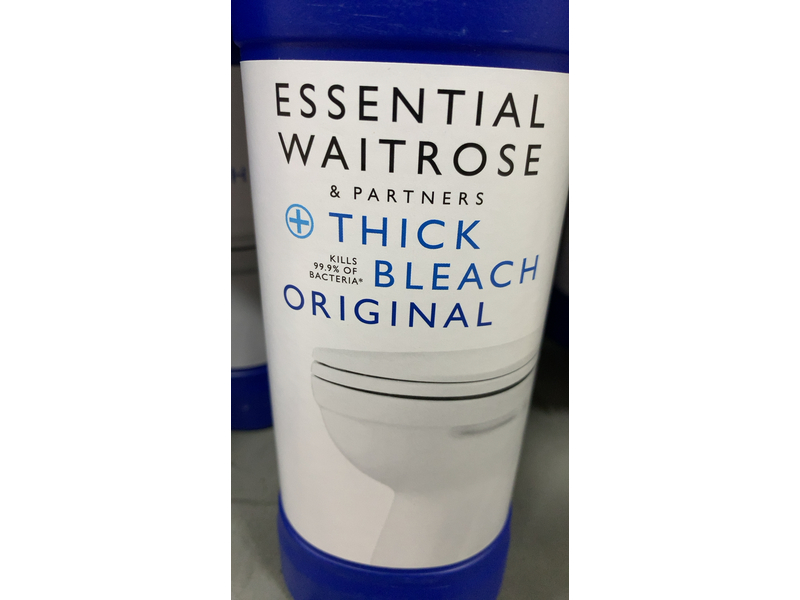 ESSENTIAL
WAITROSE
& PARTNERS
THICK
KILLS
99.9% OF
BACTERIA*
BLEACH
ORIGINAL